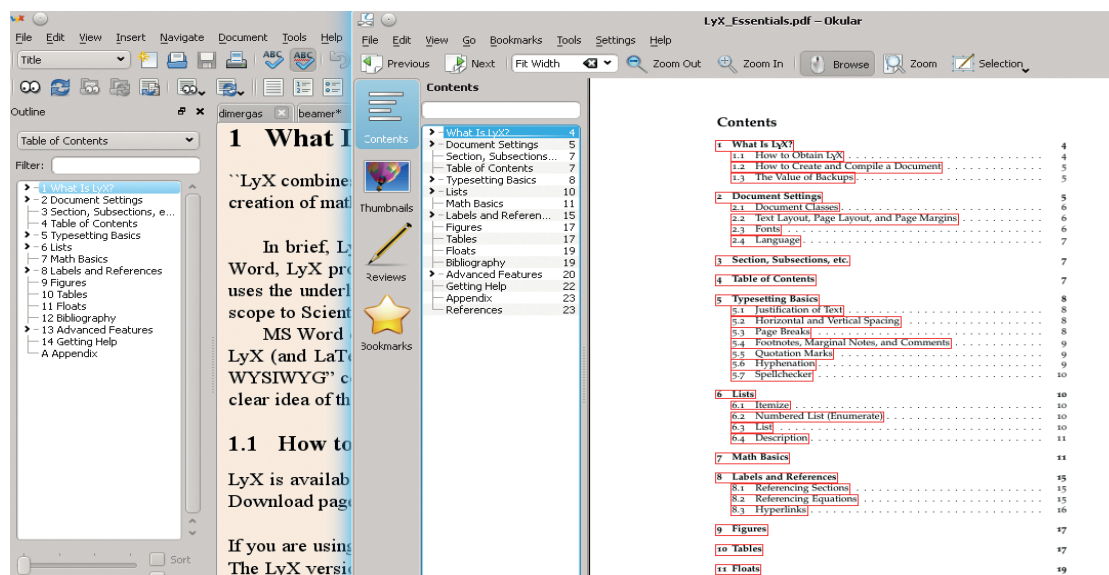 File Edit View Insert Navigate Document Tools Help
Title
ABC ABC
Outline
dimergas beamer*
Table of Contents
Filter:
1 What Is LyX?
2 Document Settings
3 Section, Subsections, e...
4 Table of Contents
5 Typesetting Basics
6 Lists
7 Math Basics
8 Labels and References
9 Figures
10 Tables
11 Floats
12 Bibliography
13 Advanced Features
14 Getting Help
A Appendix
Sort
1 What I
``LyX combine
creation of mat
In brief, Ly
Word, LyX pro
uses the underl
scope to Scient
MS Word
LyX (and LaTe
WYSIWYG” c
clear idea of th
1.1 How to
LyX is availab
Download page
If you are using
The LyX versi
LyX_Essentials.pdf – Okular
File Edit View Go Bookmarks Tools Settings Help
Previous Next Fit Width Zoom Out Zoom In Browse Zoom Selection
Contents
Thumbnails
Reviews
Bookmarks
Contents
What Is LyX? 4
Document Settings 5
Section, Subsections... 7
Table of Contents 7
Typesetting Basics 8
Lists 10
Math Basics 11
Labels and Referen... 15
Figures 17
Tables 17
Floats 19
Bibliography 19
Advanced Features 20
Getting Help 22
Appendix 23
References 23
Contents
1 What Is LyX? 4
1.1 How to Obtain LyX . . . 4
1.2 How to Create and Compile a Document . . . 5
1.3 The Value of Backups . . . 5
2 Document Settings 5
2.1 Document Classes . . . 6
2.2 Text Layout, Page Layout, and Page Margins . . . 6
2.3 Fonts . . . 6
2.4 Language . . . 7
3 Section, Subsections, etc. 7
4 Table of Contents 7
5 Typesetting Basics 8
5.1 Justification of Text . . . 8
5.2 Horizontal and Vertical Spacing . . . 8
5.3 Page Breaks . . . 8
5.4 Footnotes, Marginal Notes, and Comments . . . 9
5.5 Quotation Marks . . . 9
5.6 Hyphenation . . . 9
5.7 Spellchecker . . . 10
6 Lists 10
6.1 Itemize . . . 10
6.2 Numbered List (Enumerate) . . . 10
6.3 List . . . 10
6.4 Description . . . 11
7 Math Basics 11
8 Labels and References 15
8.1 Referencing Sections . . . 15
8.2 Referencing Equations . . . 15
8.3 Hyperlinks . . . 16
9 Figures 17
10 Tables 17
11 Floats 19